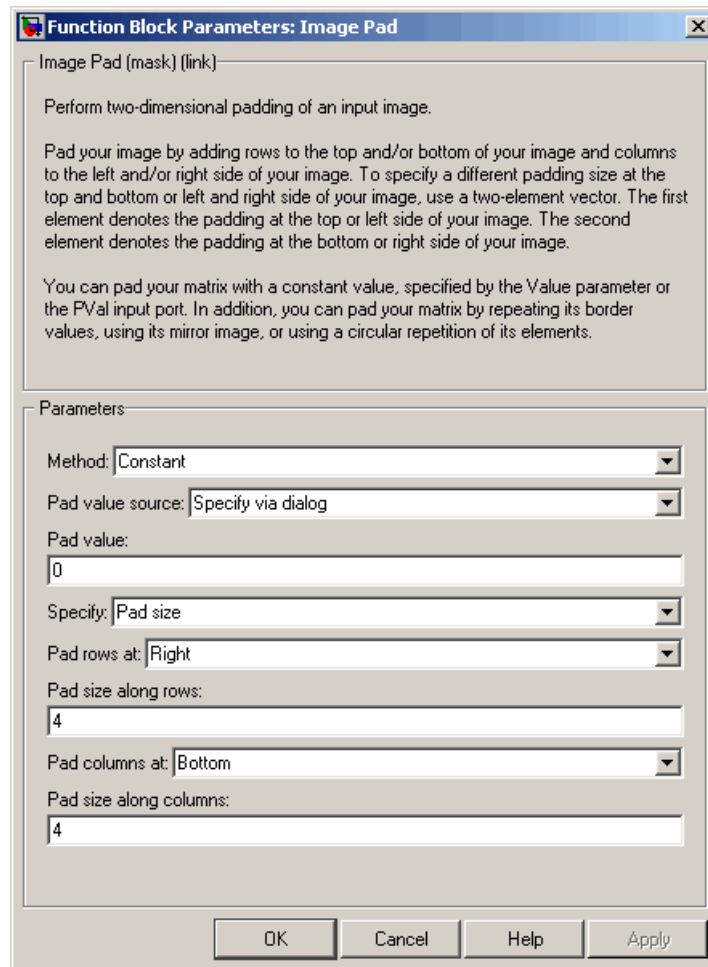 Function Block Parameters: Image Pad
Image Pad (mask) (link)
Perform two-dimensional padding of an input image.
Pad your image by adding rows to the top and/or bottom of your image and columns
to the left and/or right side of your image. To specify a different padding size at the
top and bottom or left and right side of your image, use a two-element vector. The first
element denotes the padding at the top or left side of your image. The second
element denotes the padding at the bottom or right side of your image.
You can pad your matrix with a constant value, specified by the Value parameter or
the PVal input port. In addition, you can pad your matrix by repeating its border
values, using its mirror image, or using a circular repetition of its elements.
Parameters
Method: Constant
Pad value source: Specify via dialog
Pad value:
0
Specify: Pad size
Pad rows at: Right
Pad size along rows:
4
Pad columns at: Bottom
Pad size along columns:
4
OK Cancel Help Apply